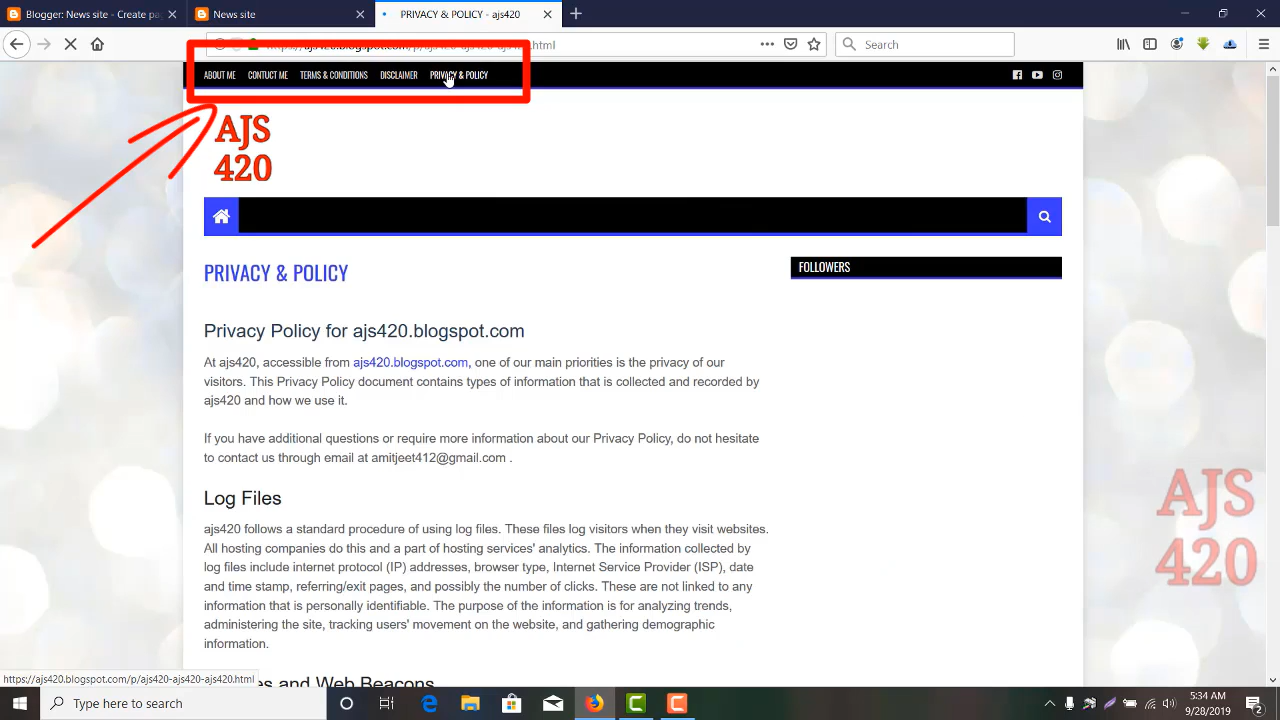 Blogger: News site - Create pa
News site
PRIVACY & POLICY - ajs420
Search
ABOUT ME CONTUCT ME TERMS & CONDITIONS DISCLAIMER PRIVACY & POLICY
AJS
420
PRIVACY & POLICY
FOLLOWERS
Privacy Policy for ajs420.blogspot.com
At ajs420, accessible from ajs420.blogspot.com, one of our main priorities is the privacy of our
visitors. This Privacy Policy document contains types of information that is collected and recorded by
ajs420 and how we use it.
If you have additional questions or require more information about our Privacy Policy, do not hesitate
to contact us through email at amitjeet412@gmail.com .
Log Files
ajs420 follows a standard procedure of using log files. These files log visitors when they visit websites.
All hosting companies do this and a part of hosting services' analytics. The information collected by
log files include internet protocol (IP) addresses, browser type, Internet Service Provider (ISP), date
and time stamp, referring/exit pages, and possibly the number of clicks. These are not linked to any
information that is personally identifiable. The purpose of the information is for analyzing trends,
administering the site, tracking users' movement on the website, and gathering demographic
information.
AJS
420
https://ajs420.blogspot.com/p/ajs420-ajs420-ajs420.html
and Web Beacons
Type here to search
5:34 AM
9/28/2019
2